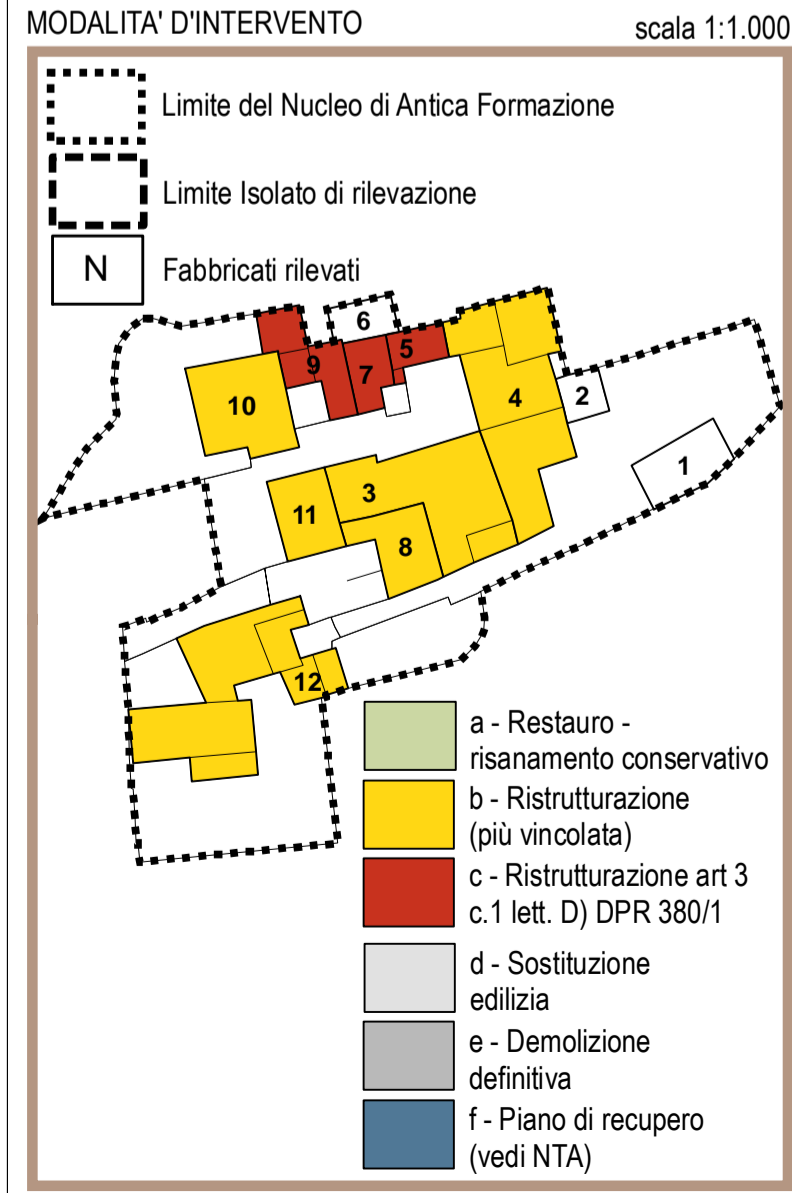 MODALITA' D'INTERVENTO scala 1:1.000
Limite del Nucleo di Antica Formazione
Limite Isolato di rilevazione
N Fabbricati rilevati
6
9
7
5
10
4
2
1
3
11
8
12
a - Restauro -
risanamento conservativo
b - Ristrutturazione
(più vincolata)
c - Ristrutturazione art 3
c.1 lett. D) DPR 380/1
d - Sostituzione
edilizia
e - Demolizione
definitiva
f - Piano di recupero
(vedi NTA)